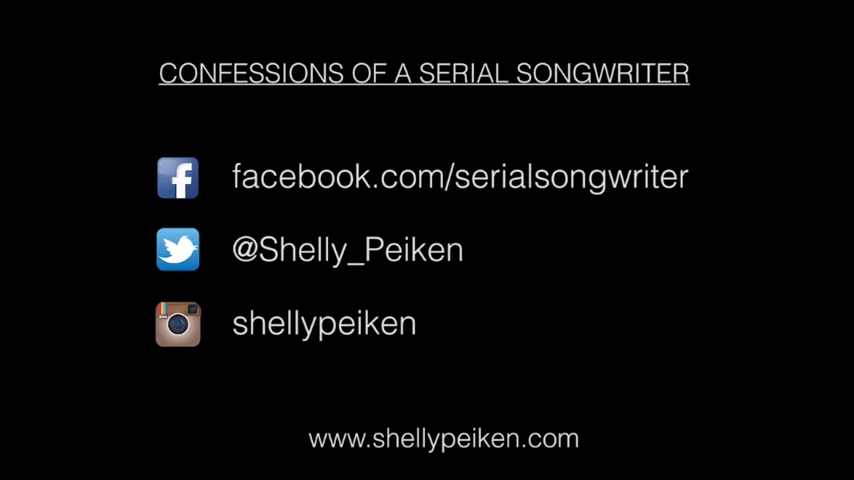 CONFESSIONS OF A SERIAL SONGWRITER
facebook.com/serialsongwriter
@Shelly_Peiken
shellypeiken
www.shellypeiken.com